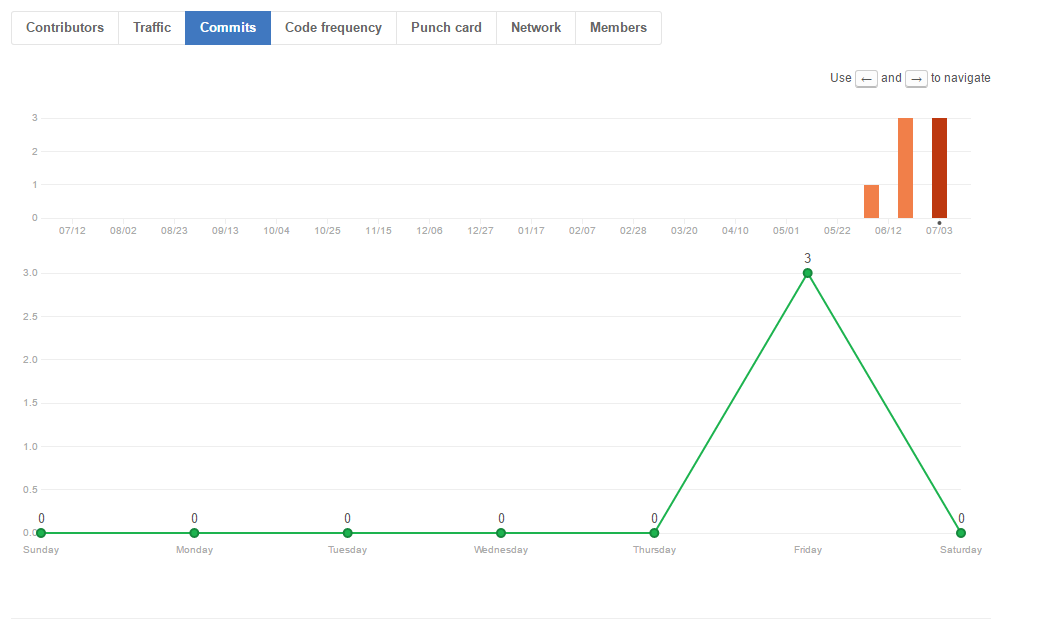 Contributors Traffic Commits Code frequency Punch card Network Members
Use ← and → to navigate
3
2
1
0
07/12 08/02 08/23 09/13 10/04 10/25 11/15 12/06 12/27 01/17 02/07 02/28 03/20 04/10 05/01 05/22 06/12 07/03
3
3.0
2.5
2.0
1.5
1.0
0.5
0 0 0 0 0 0
0.0
Sunday Monday Tuesday Wednesday Thursday Friday Saturday